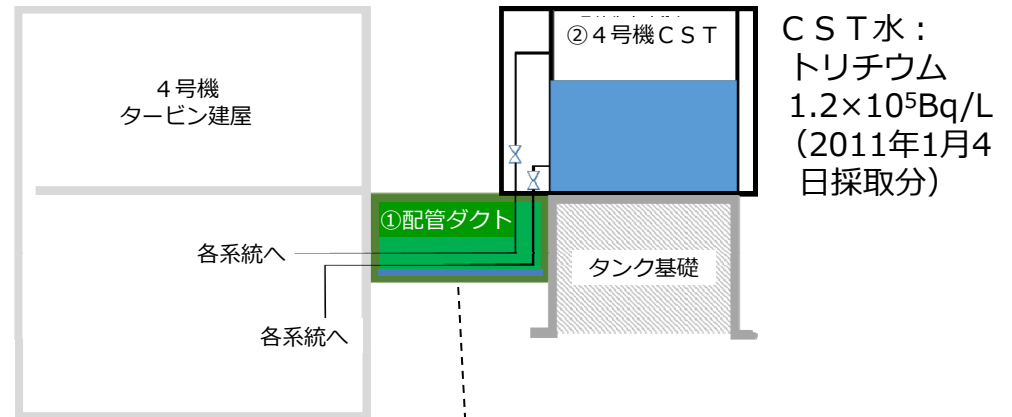 ②4号機ＣＳＴ
ＣＳＴ水：
トリチウム
1.2×10⁵Bq/L
（2011年1月4
日採取分）
４号機
タービン建屋
①配管ダクト
各系統へ
タンク基礎
各系統へ